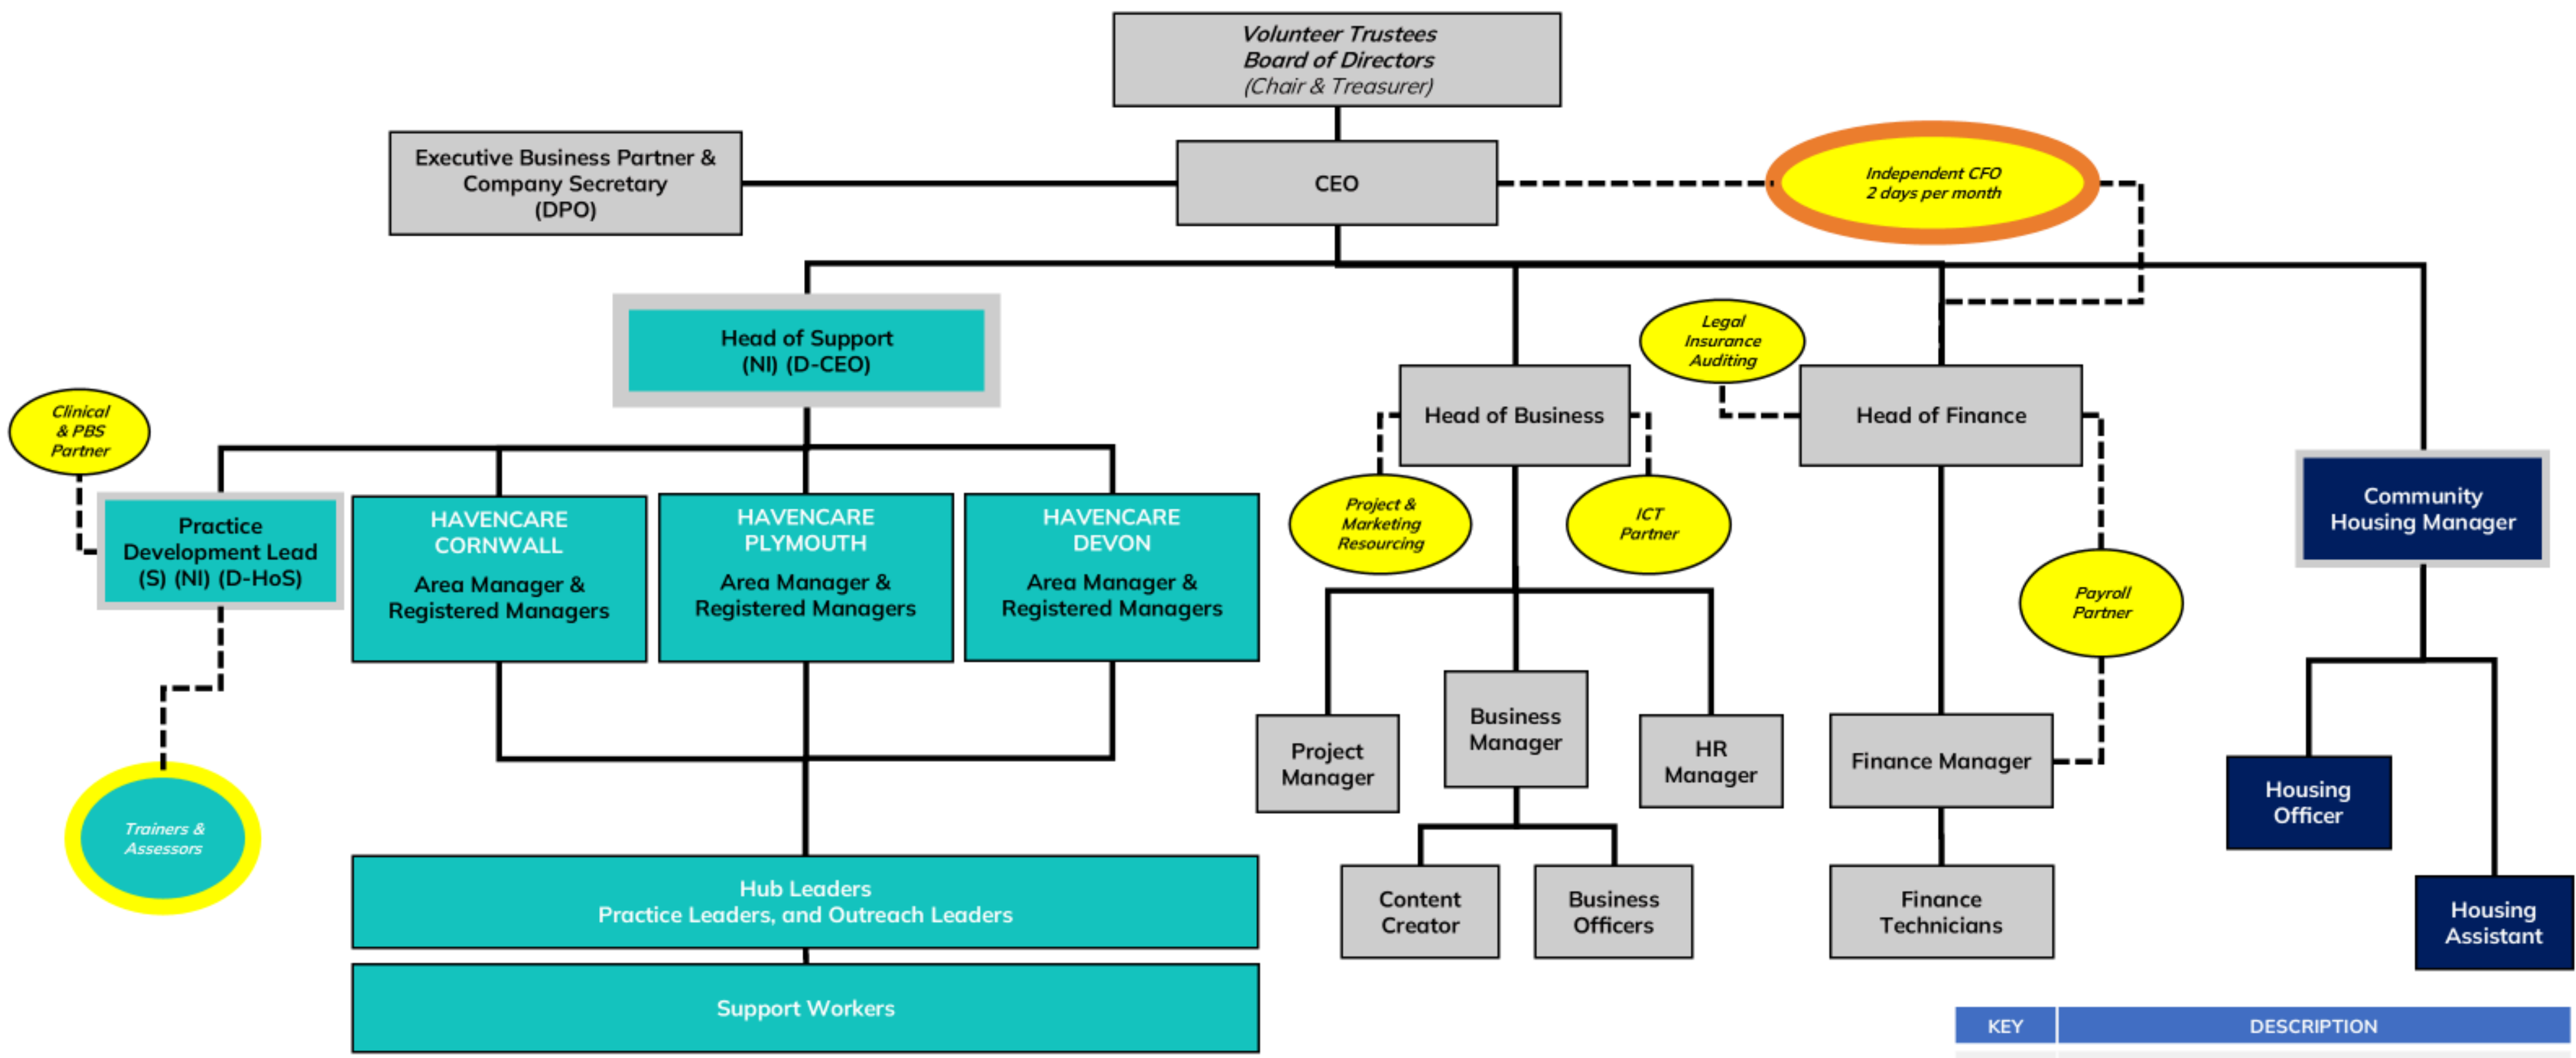 Volunteer Trustees
Board of Directors
(Chair & Treasurer)
Executive Business Partner &
Company Secretary
(DPO)
CEO
Independent CFO
2 days per month
Head of Support
(NI) (D-CEO)
Legal
Insurance
Auditing
Head of Business
Head of Finance
Clinical
& PBS
Partner
Practice
Development Lead
(S) (NI) (D-HoS)
HAVENCARE
CORNWALL
Area Manager &
Registered Managers
HAVENCARE
PLYMOUTH
Area Manager &
Registered Managers
HAVENCARE
DEVON
Area Manager &
Registered Managers
Project &
Marketing
Resourcing
ICT
Partner
Community
Housing Manager
Payroll
Partner
Project
Manager
Business
Manager
HR
Manager
Finance Manager
Housing
Officer
Trainers &
Assessors
Hub Leaders
Practice Leaders, and Outreach Leaders
Content
Creator
Business
Officers
Finance
Technicians
Housing
Assistant
Support Workers
KEY
DESCRIPTION